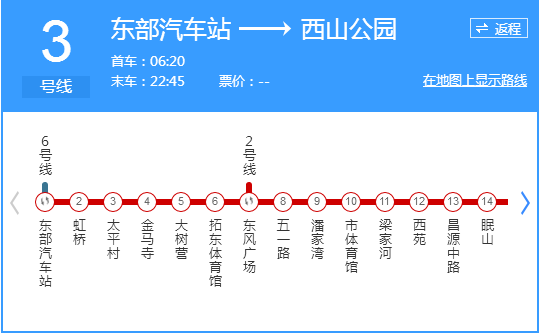 3
号线
东部汽车站 → 西山公园
返程
首车：06:20
末车：22:45 票价：--
在地图上显示路线
6号线
2号线
2 3 4 5 6 8 9 10 11 12 13 14
东部汽车站
虹桥
太平村
金马寺
大树营
拓东体育馆
东风广场
五一路
潘家湾
市体育馆
梁家河
西苑
昌源中路
眠山